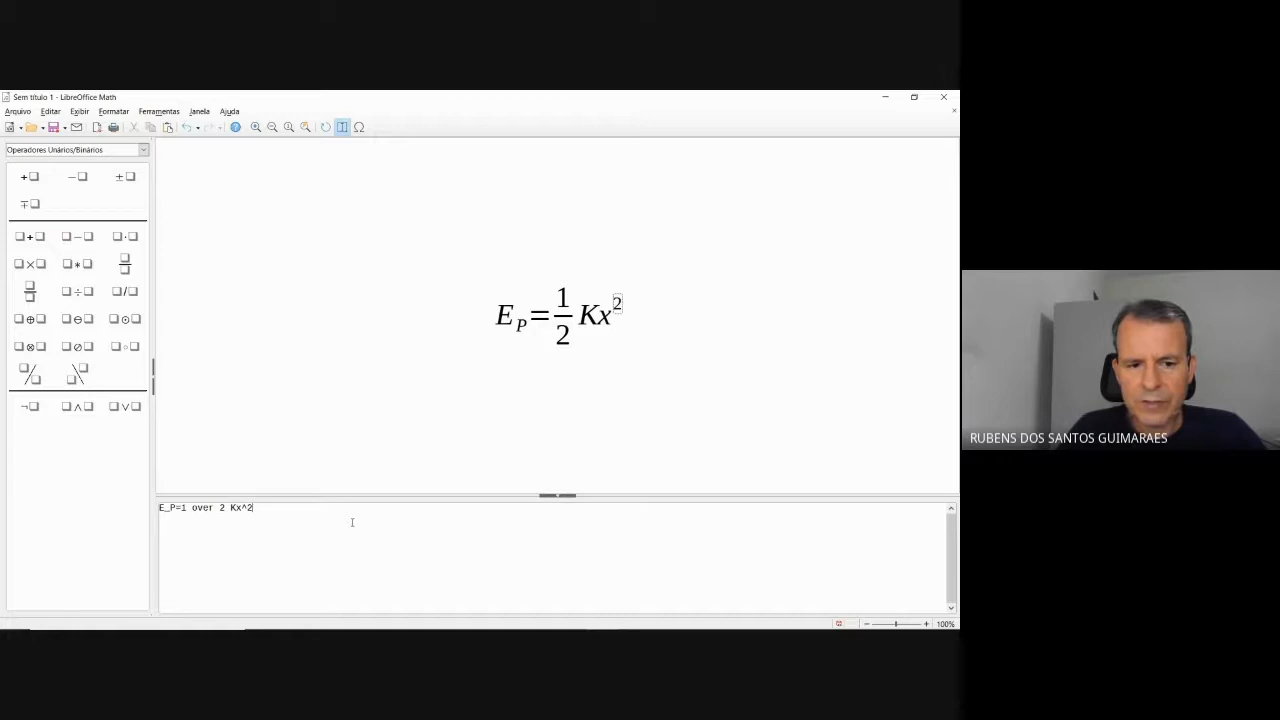 Sem título 1 - LibreOffice Math
Arquivo Editar Exibir Formatar Ferramentas Janela Ajuda
Operadores Unários/Binários
+□ −□ ±□
∓□
□+□ □−□ □·□
□×□ □∗□ □/□
□/□ □÷□ □/□
□⊕□ □⊖□ □⊙□
□⊗□ □⊘□ □∘□
□/□ □\□
¬□ □∧□ □∨□
E_P=1/2 Kx^2
E_P=1 over 2 Kx^2
100%
RUBENS DOS SANTOS GUIMARAES